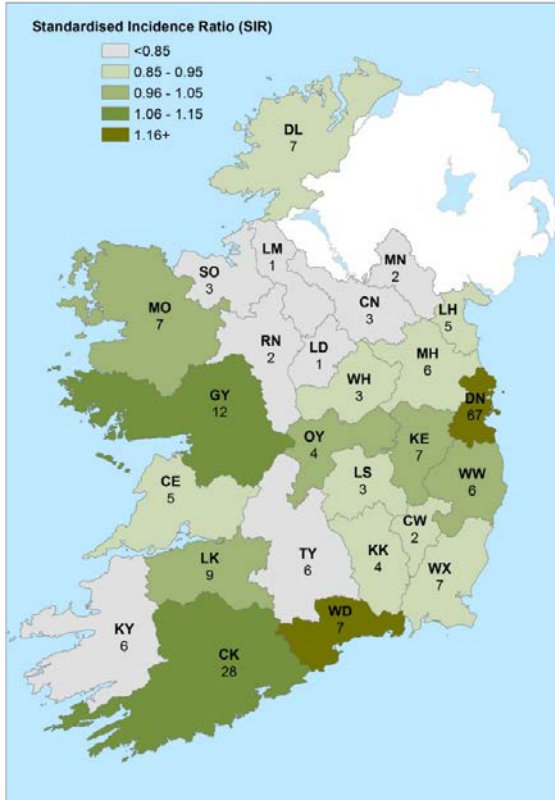 Standardised Incidence Ratio (SIR)
<0.85
0.85 - 0.95
0.96 - 1.05
1.06 - 1.15
1.16+
DL
7
LM
1
SO
3
MN
2
CN
3
MO
7
LH
5
RN
2
LD
1
MH
6
WH
3
GY
12
DN
67
OY
4
KE
7
LS
3
WW
6
CE
5
CW
2
TY
6
KK
4
LK
9
WX
7
WD
7
KY
6
CK
28